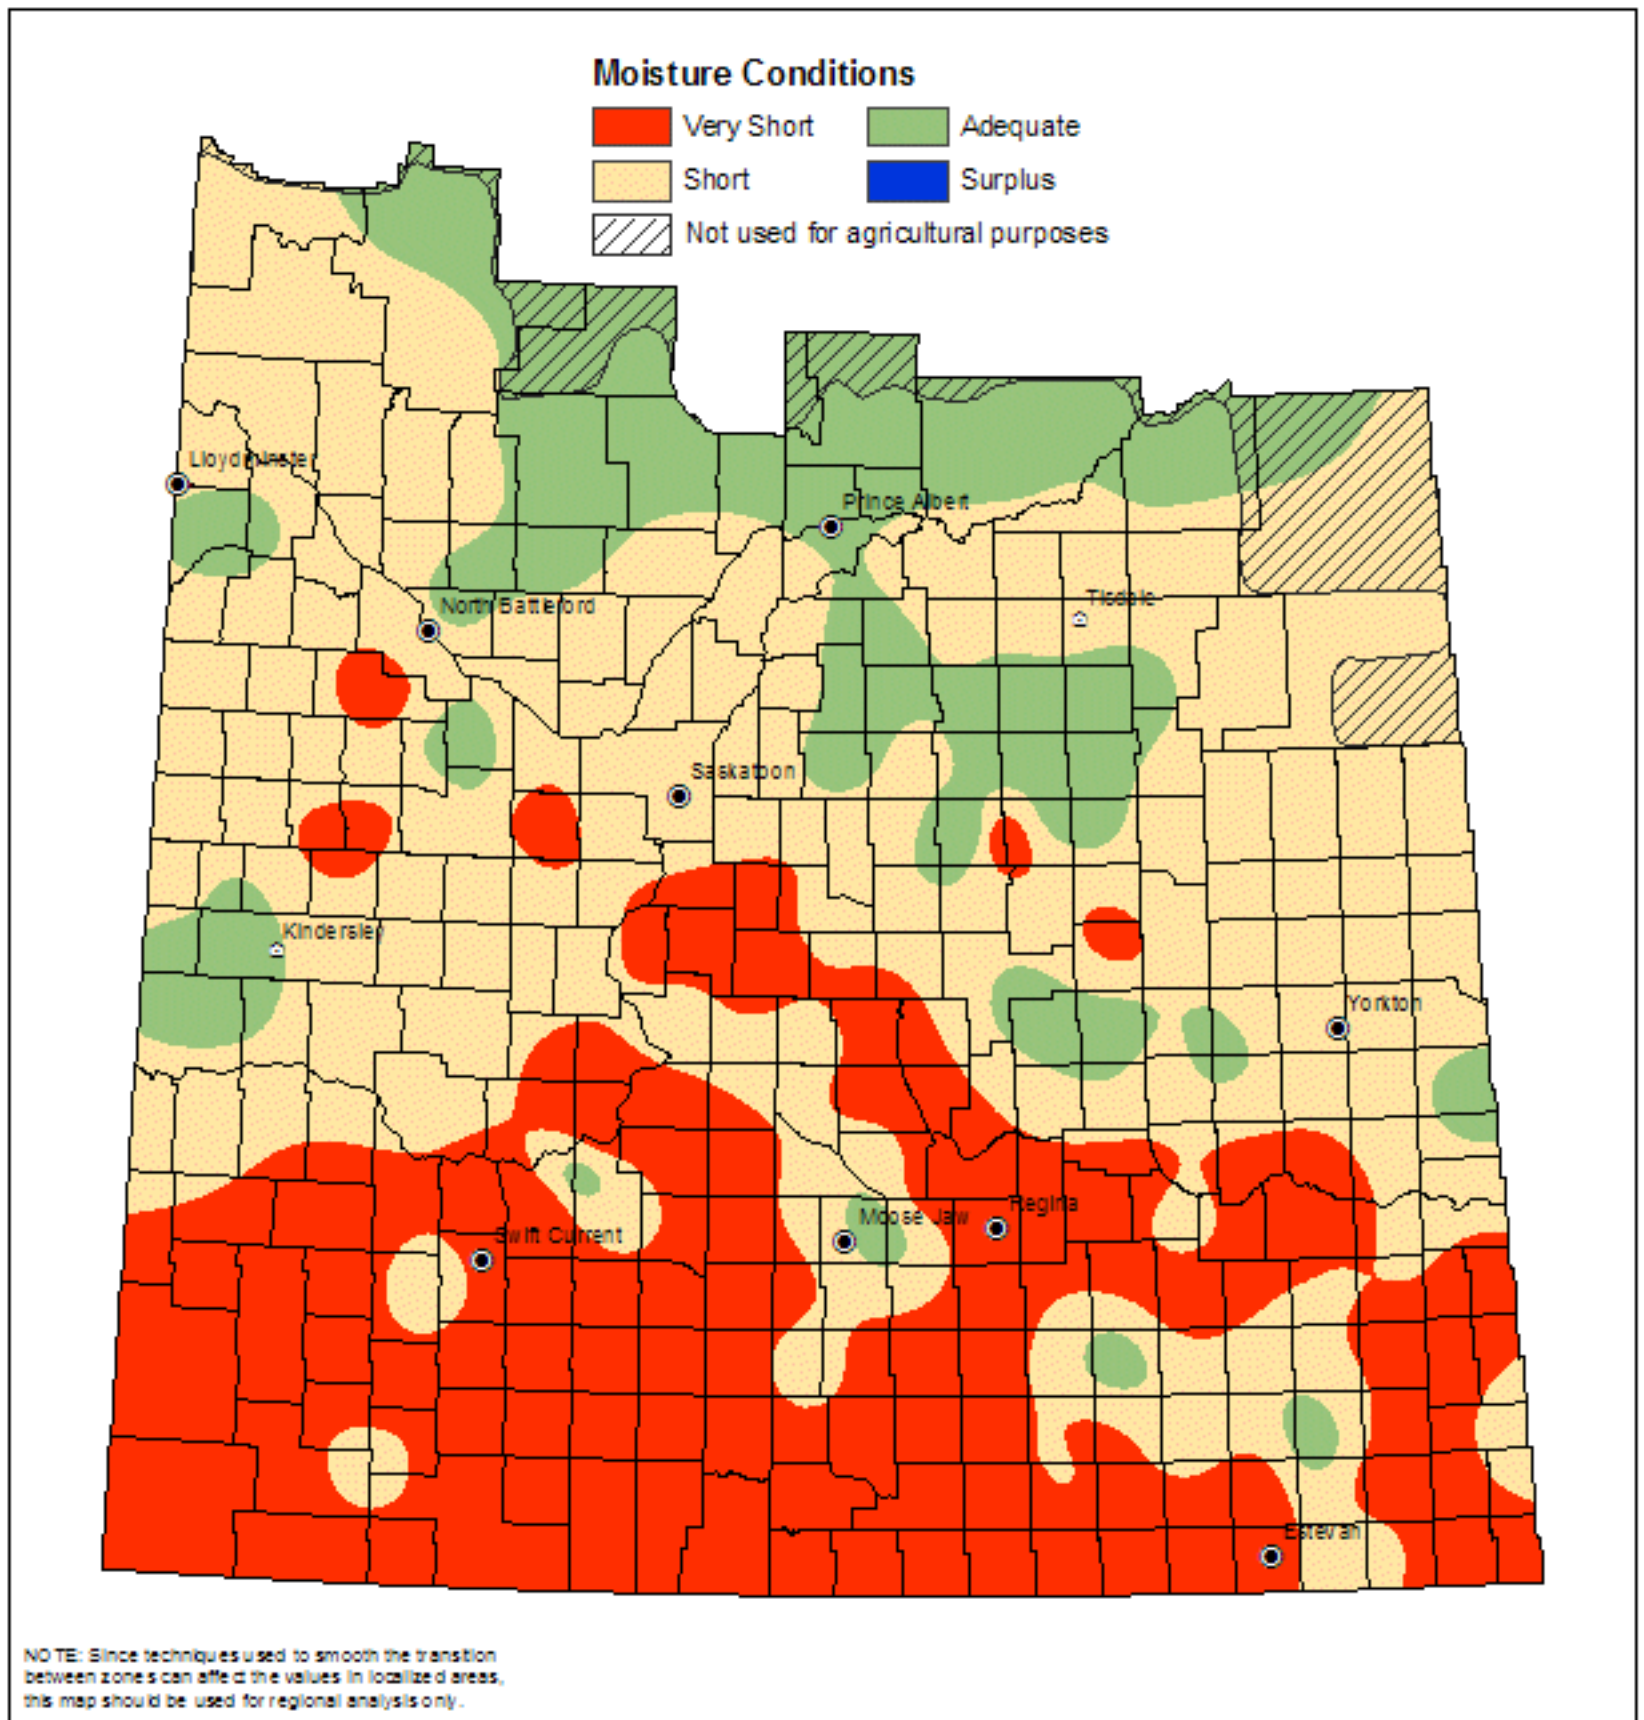 Moisture Conditions
Very Short
Adequate
Short
Surplus
Not used for agricultural purposes
Lloydminster
Prince Albert
North Battleford
Tisdale
Saskatoon
Kindersley
Yorkton
Regina
Moose Jaw
Swift Current
Estevan
NOTE: Since techniques used to smooth the transition
between zones can affect the values in localized areas,
this map should be used for regional analysis only.